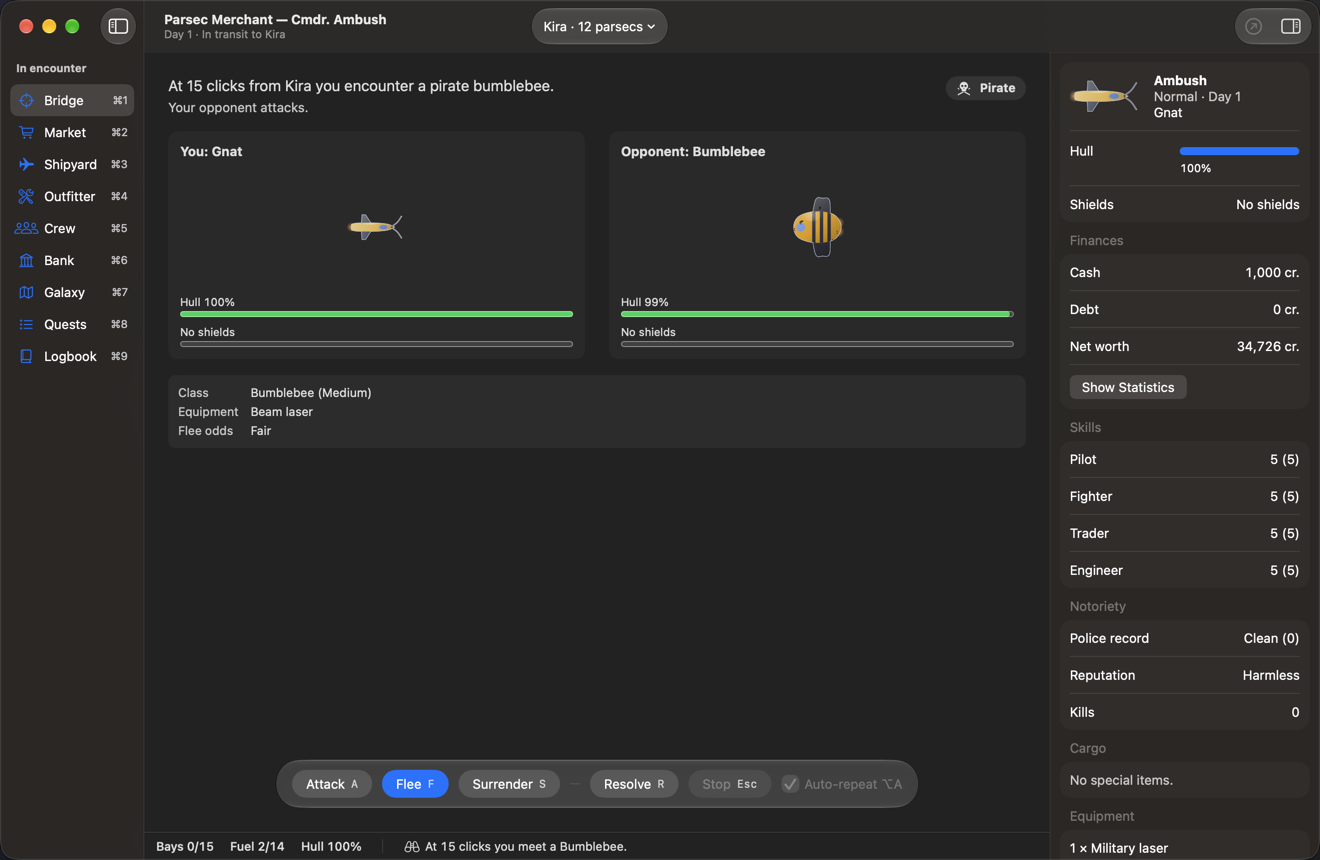 Parsec Merchant — Cmdr. Ambush
Day 1 · In transit to Kira
Kira · 12 parsecs
In encounter
Bridge ⌘1
Market ⌘2
Shipyard ⌘3
Outfitter ⌘4
Crew ⌘5
Bank ⌘6
Galaxy ⌘7
Quests ⌘8
Logbook ⌘9
At 15 clicks from Kira you encounter a pirate bumblebee.
Your opponent attacks.
Pirate
You: Gnat
Hull 100%
No shields
Opponent: Bumblebee
Hull 99%
No shields
Class Bumblebee (Medium)
Equipment Beam laser
Flee odds Fair
Attack A
Flee F
Surrender S
Resolve R
Stop Esc
Auto-repeat ⌥A
Bays 0/15 Fuel 2/14 Hull 100%
At 15 clicks you meet a Bumblebee.
Ambush
Normal · Day 1
Gnat
Hull
100%
Shields No shields
Finances
Cash 1,000 cr.
Debt 0 cr.
Net worth 34,726 cr.
Show Statistics
Skills
Pilot 5 (5)
Fighter 5 (5)
Trader 5 (5)
Engineer 5 (5)
Notoriety
Police record Clean (0)
Reputation Harmless
Kills 0
Cargo
No special items.
Equipment
1 × Military laser